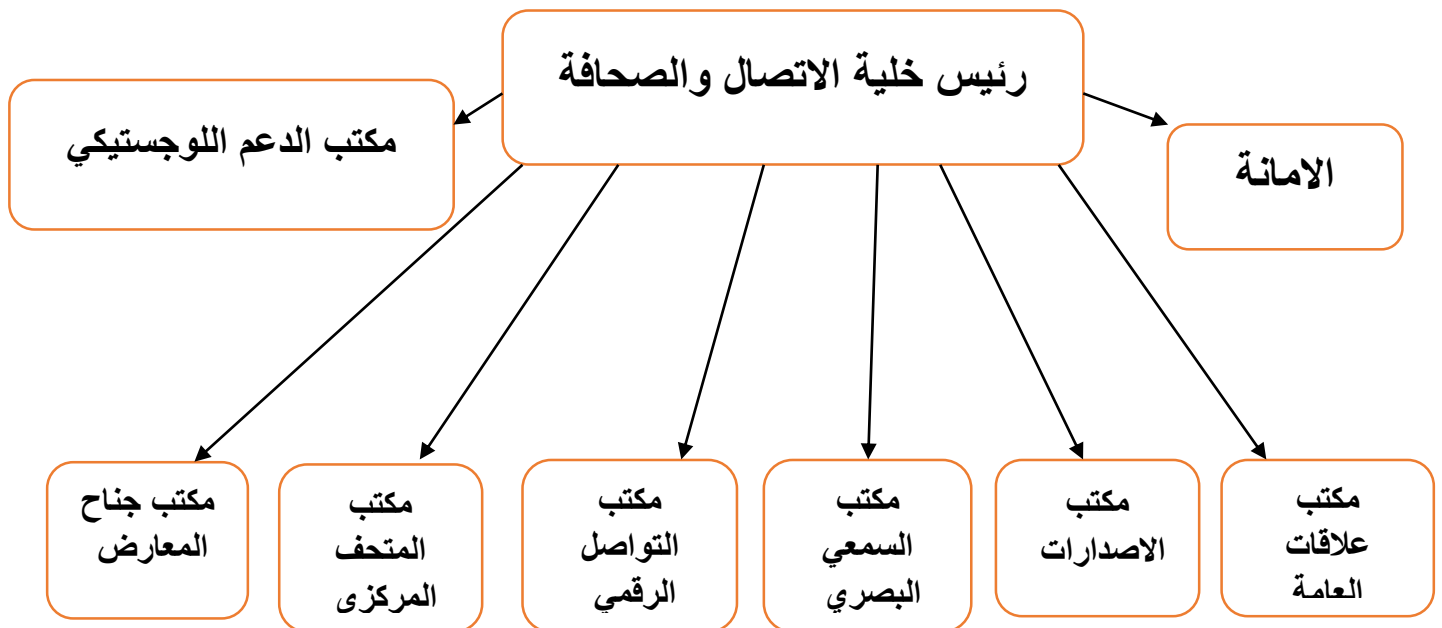 رئيس خلية الاتصال والصحافة
الامانة
مكتب الدعم اللوجستيكي
مكتب
علاقات
العامة
مكتب
الاصدارات
مكتب
السمعي
البصري
مكتب
التواصل
الرقمي
مكتب
المتحف
المركزي
مكتب جناح
المعارض